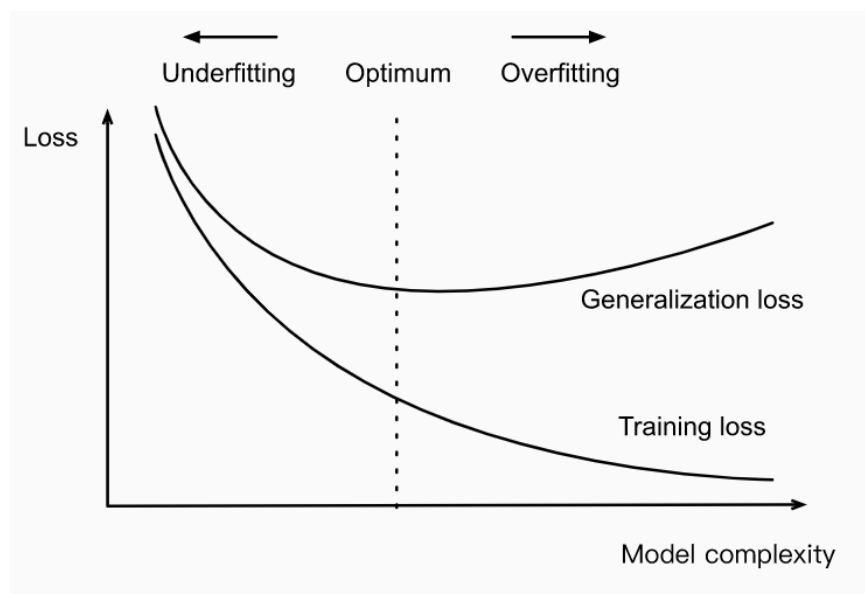 Underfitting Optimum Overfitting
Loss
Generalization loss
Training loss
Model complexity